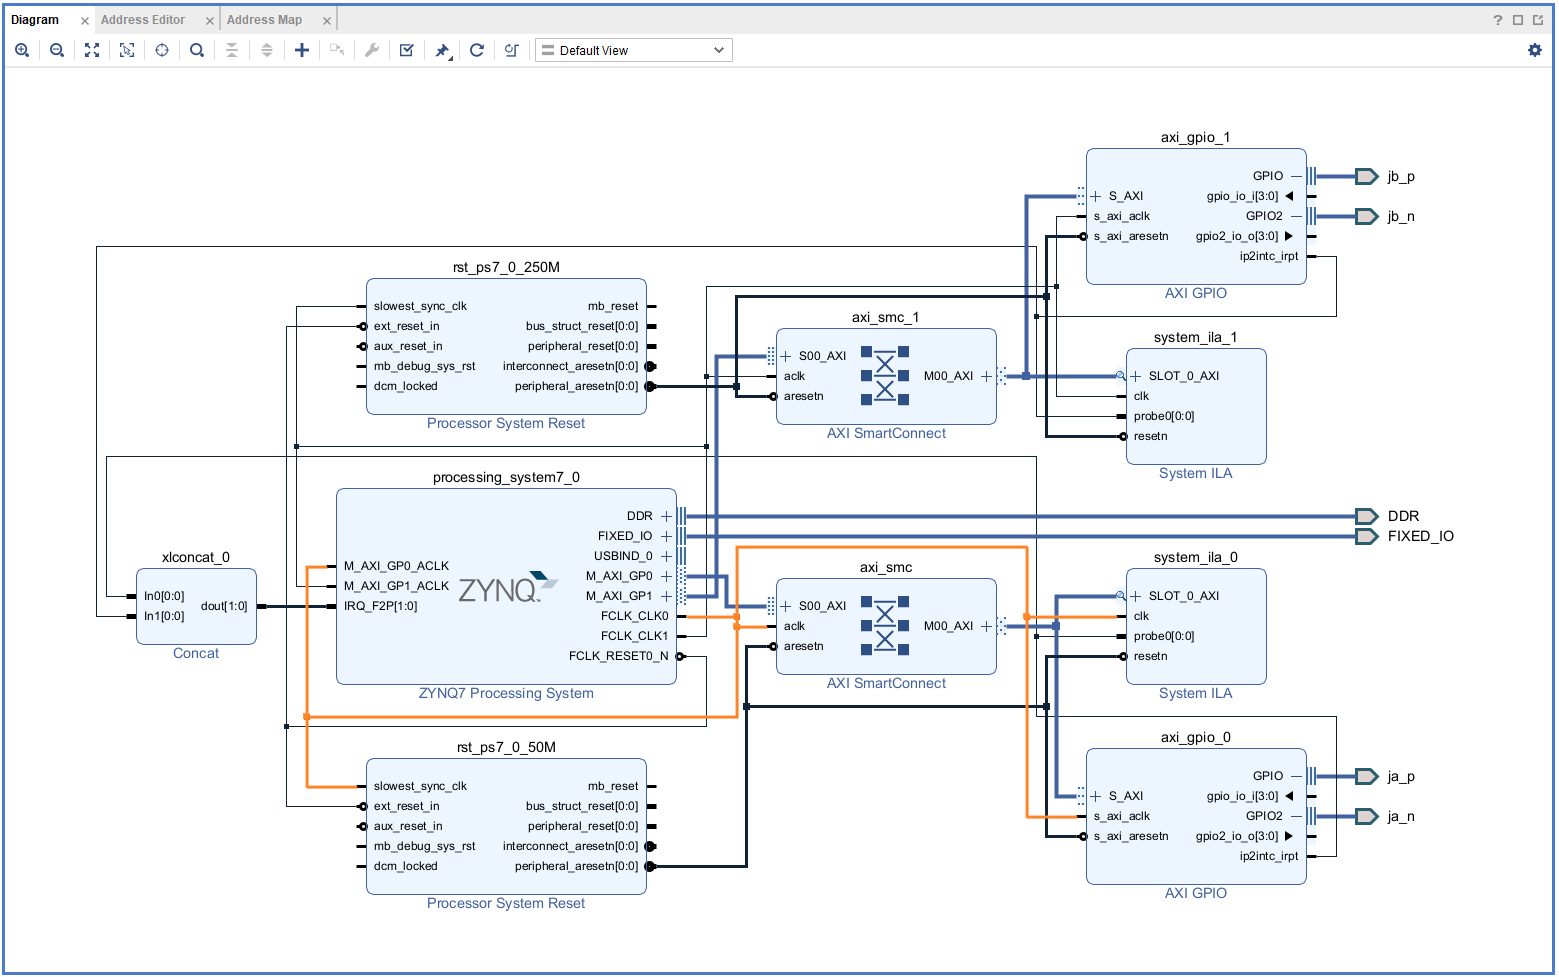 Diagram × Address Editor × Address Map × ?
Default View
axi_gpio_1
GPIO
S_AXI gpio_io_i[3:0]
s_axi_aclk GPIO2
s_axi_aresetn gpio2_io_o[3:0]
ip2intc_irpt
AXI GPIO
jb_p
jb_n
rst_ps7_0_250M
slowest_sync_clk mb_reset
ext_reset_in bus_struct_reset[0:0]
aux_reset_in peripheral_reset[0:0]
mb_debug_sys_rst interconnect_aresetn[0:0]
dcm_locked peripheral_aresetn[0:0]
Processor System Reset
axi_smc_1
S00_AXI
aclk M00_AXI
aresetn
AXI SmartConnect
system_ila_1
SLOT_0_AXI
clk
probe0[0:0]
resetn
System ILA
processing_system7_0
DDR
FIXED_IO
USBIND_0
M_AXI_GP0_ACLK M_AXI_GP0
M_AXI_GP1_ACLK M_AXI_GP1
IRQ_F2P[1:0] FCLK_CLK0
FCLK_CLK1
FCLK_RESET0_N
ZYNQ
ZYNQ7 Processing System
DDR
FIXED_IO
xlconcat_0
In0[0:0]
dout[1:0]
In1[0:0]
Concat
axi_smc
S00_AXI
aclk M00_AXI
aresetn
AXI SmartConnect
system_ila_0
SLOT_0_AXI
clk
probe0[0:0]
resetn
System ILA
rst_ps7_0_50M
slowest_sync_clk mb_reset
ext_reset_in bus_struct_reset[0:0]
aux_reset_in peripheral_reset[0:0]
mb_debug_sys_rst interconnect_aresetn[0:0]
dcm_locked peripheral_aresetn[0:0]
Processor System Reset
axi_gpio_0
GPIO
S_AXI gpio_io_i[3:0]
s_axi_aclk GPIO2
s_axi_aresetn gpio2_io_o[3:0]
ip2intc_irpt
AXI GPIO
ja_p
ja_n